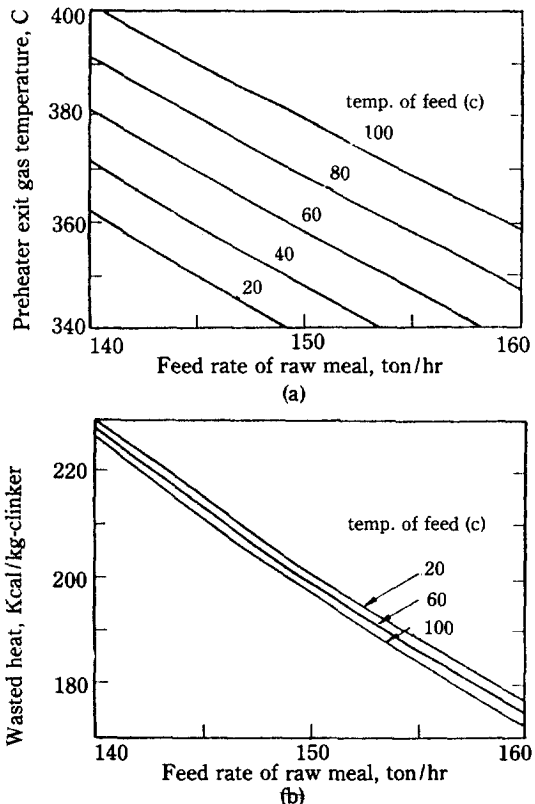 Preheater exit gas temperature, C
400
380
360
340
temp. of feed (c)
100
80
60
40
20
140
150
160
Feed rate of raw meal, ton/hr
(a)
Wasted heat, Kcal/kg-clinker
220
200
180
temp. of feed (c)
20
60
100
140
150
160
Feed rate of raw meal, ton/hr
(b)